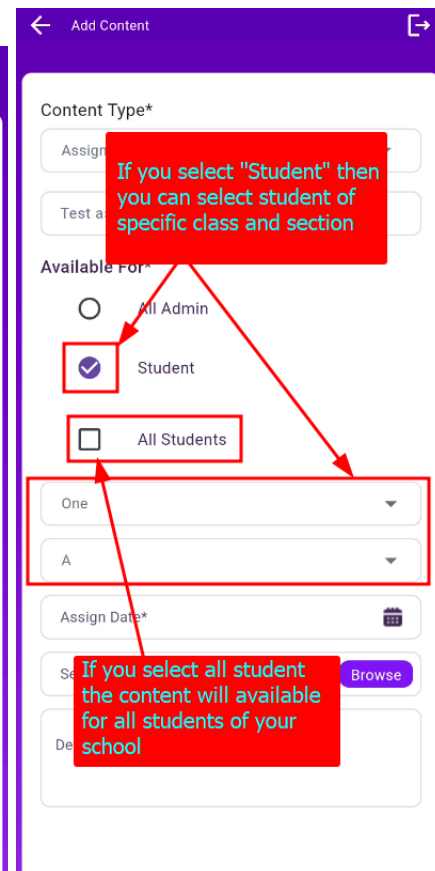 Add Content
Content Type*
Assign
If you select "Student" then
you can select student of
specific class and section
Test a
Available For*
All Admin
Student
All Students
One
A
Assign Date*
Se
Browse
If you select all student
the content will available
for all students of your
school
De